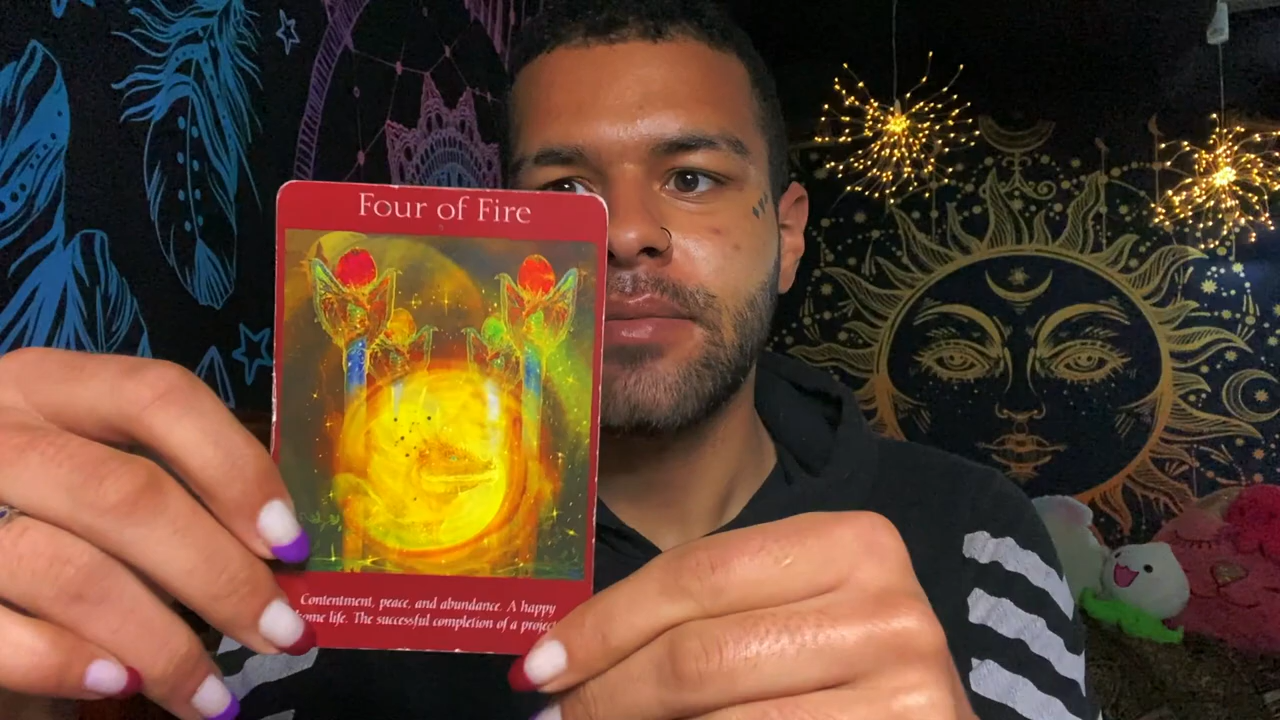 Four of Fire
Contentment, peace, and abundance. A happy
home life. The successful completion of a project